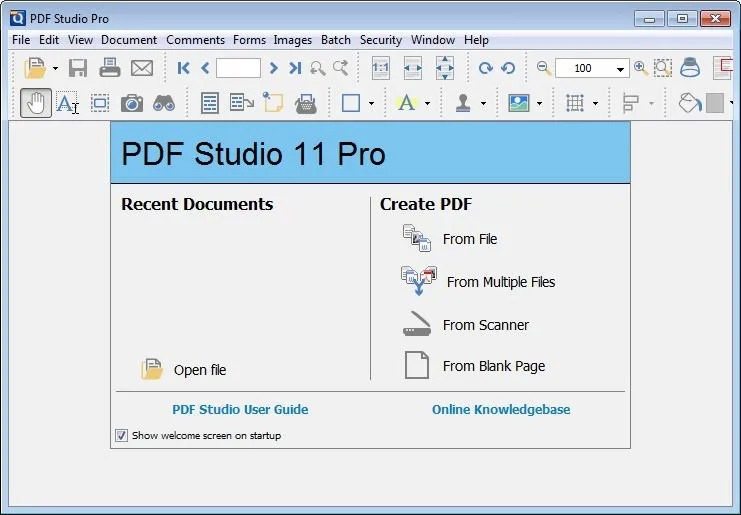 PDF Studio Pro
File Edit View Document Comments Forms Images Batch Security Window Help
1:1 100
A A
PDF Studio 11 Pro
Recent Documents
Create PDF
From File
From Multiple Files
From Scanner
From Blank Page
Open file
PDF Studio User Guide
Online Knowledgebase
Show welcome screen on startup